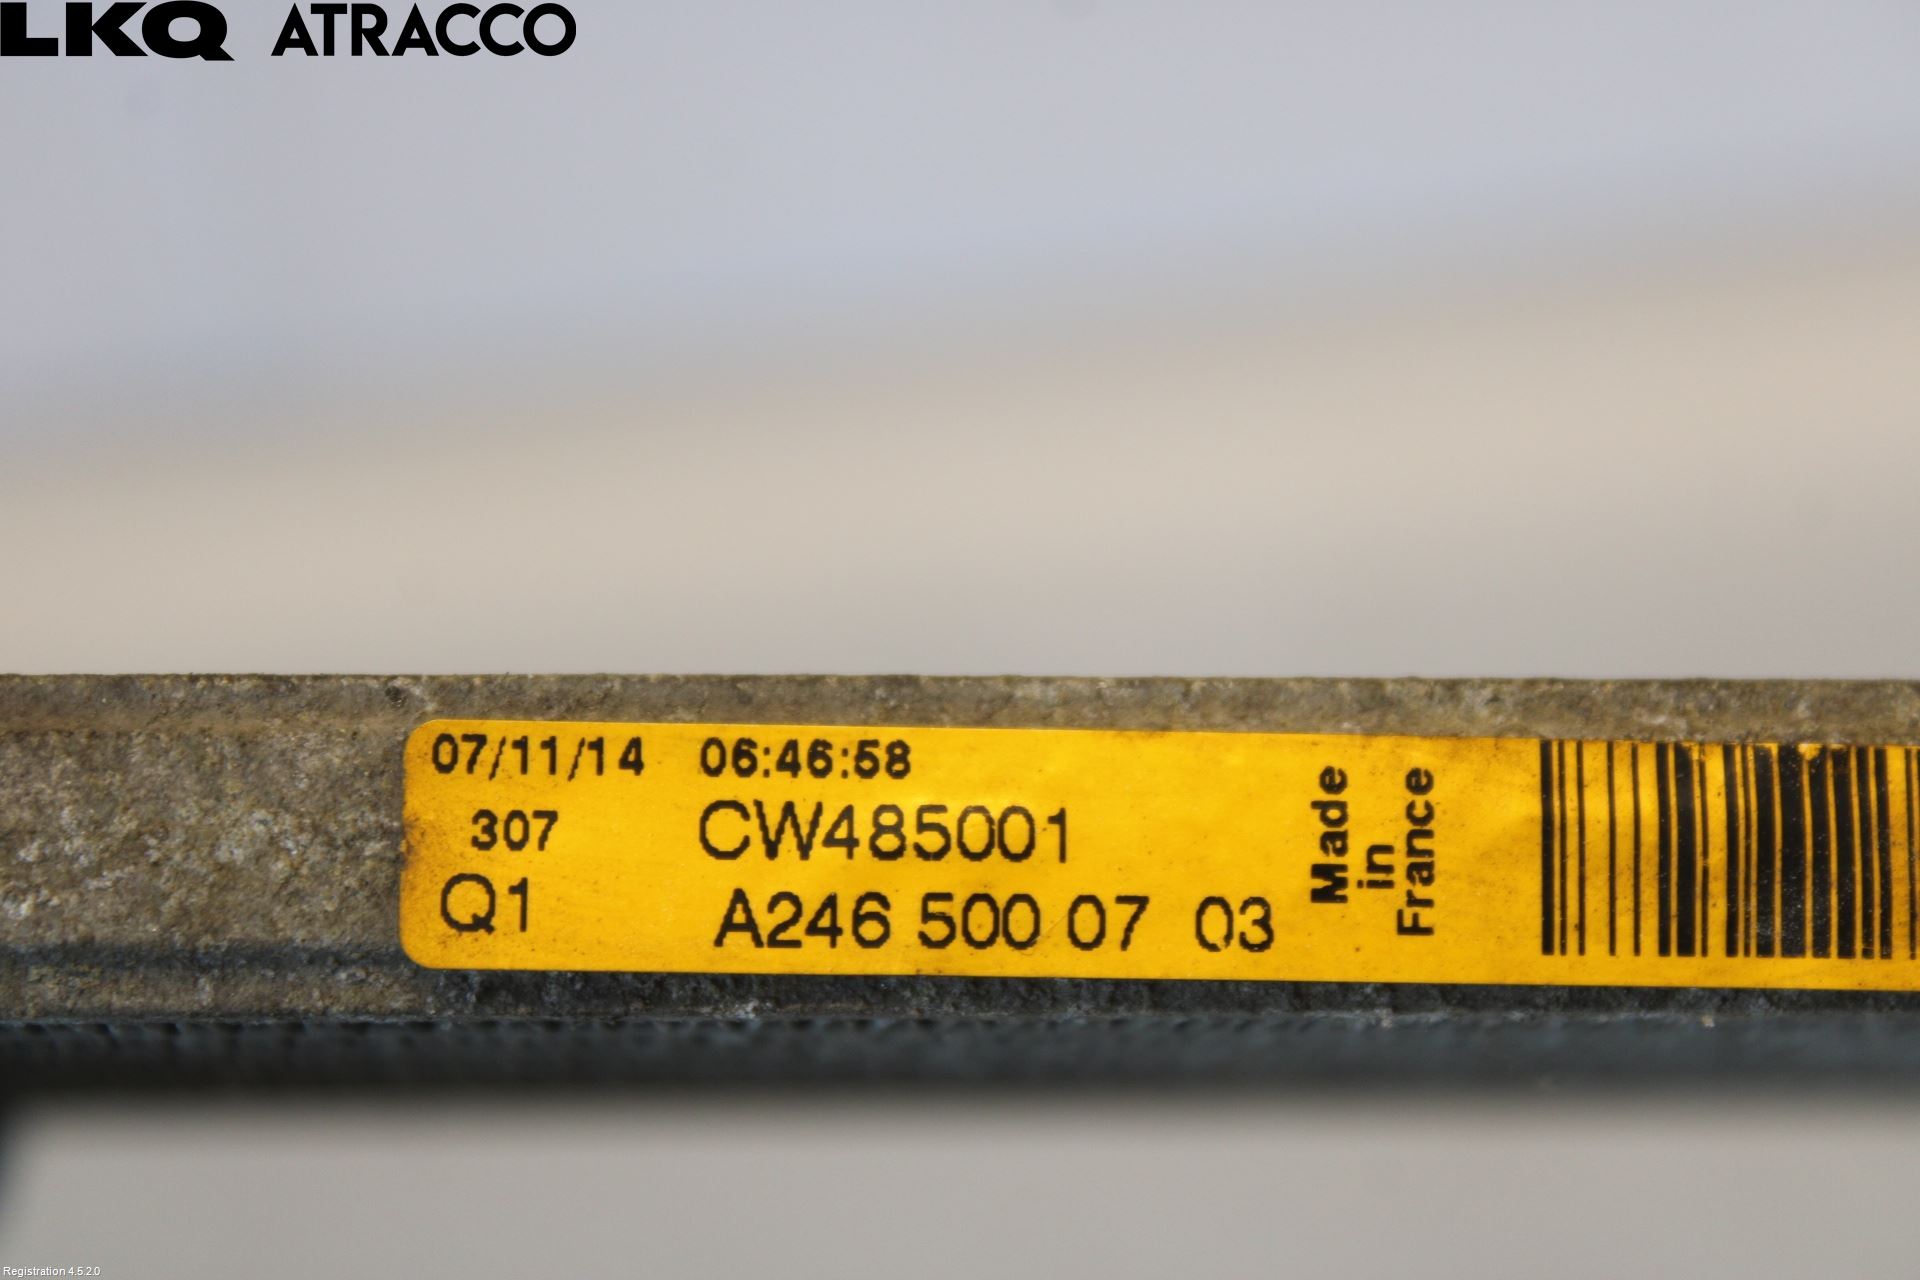 LKQ ATRACCO
07/11/14 06:46:58
307 CW485001
Q1 A246 500 07 03
Made
in
France
Registration 4.5.2.0